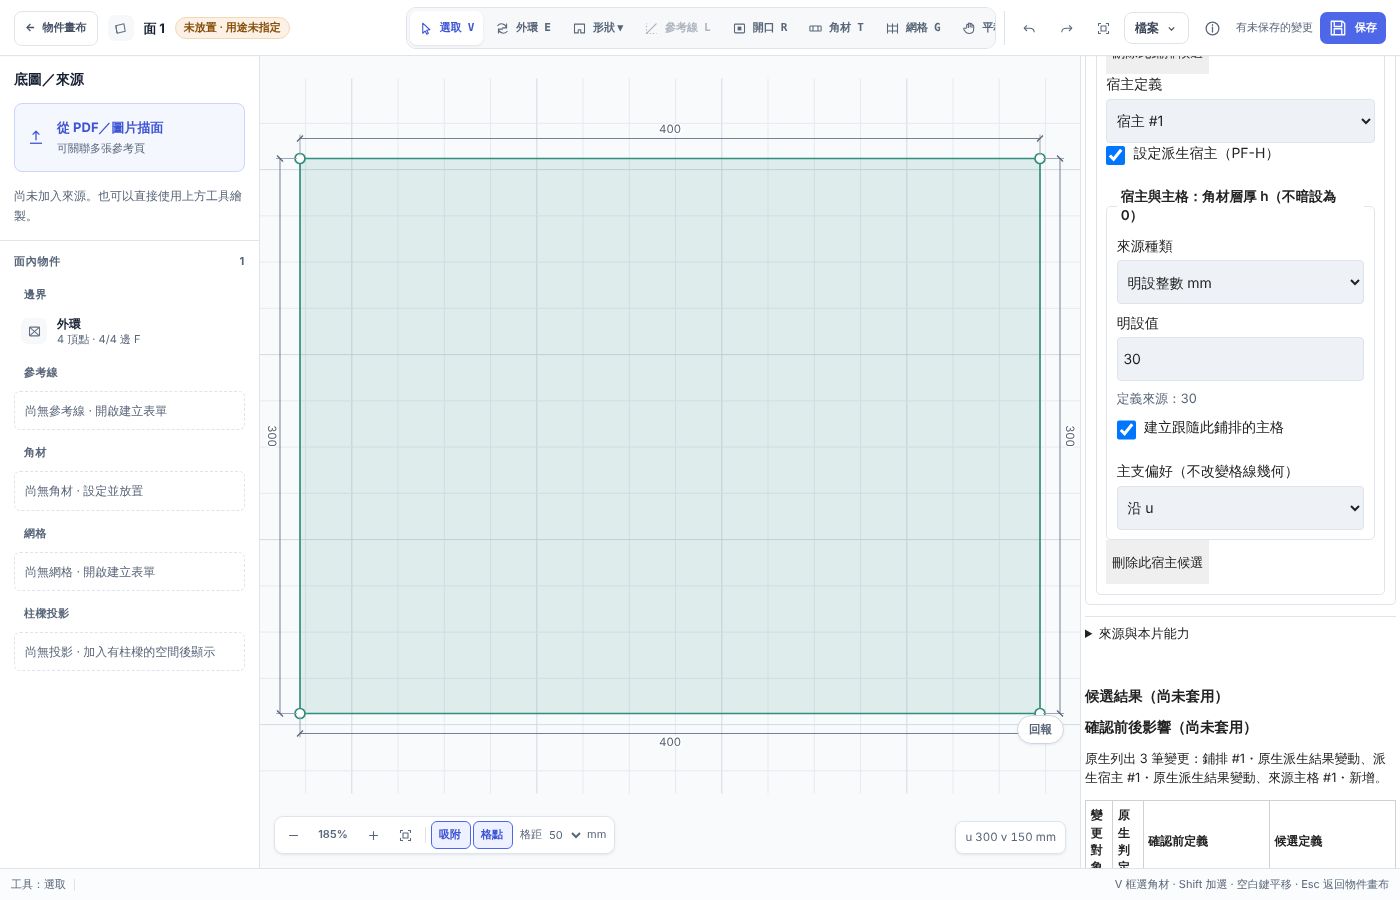 物件畫布
面 1
未放置 · 用途未指定
選取 V
外環 E
形狀▾
參考線 L
開口 R
角材 T
網格 G
檔案
有未保存的變更
保存
底圖／來源
從 PDF／圖片描面
可關聯多張參考頁
尚未加入來源。也可以直接使用上方工具繪
製。
面內物件
1
邊界
外環
4 頂點 · 4/4 邊 F
參考線
尚無參考線 · 開啟建立表單
角材
尚無角材 · 設定並放置
網格
尚無網格 · 開啟建立表單
柱樑投影
尚無投影 · 加入有柱樑的空間後顯示
400
300
300
400
回報
185%
吸附
格點
格距
50
mm
u 300 v 150 mm
宿主定義
宿主 #1
設定派生宿主（PF-H）
宿主與主格：角材層厚 h（不暗設為
0）
來源種類
明設整數 mm
明設值
30
定義來源：30
建立跟隨此鋪排的主格
主支偏好（不改變格線幾何）
沿 u
刪除此宿主候選
來源與本片能力
候選結果（尚未套用）
確認前後影響（尚未套用）
原生列出 3 筆變更：鋪排 #1・原生派生結果變動、派
生宿主 #1・原生派生結果變動、來源主格 #1・新增。
變
更
對
原
生
判
確認前定義
候選定義
工具：選取
V 框選角材 · Shift 加選 · 空白鍵平移 · Esc 返回物件畫布